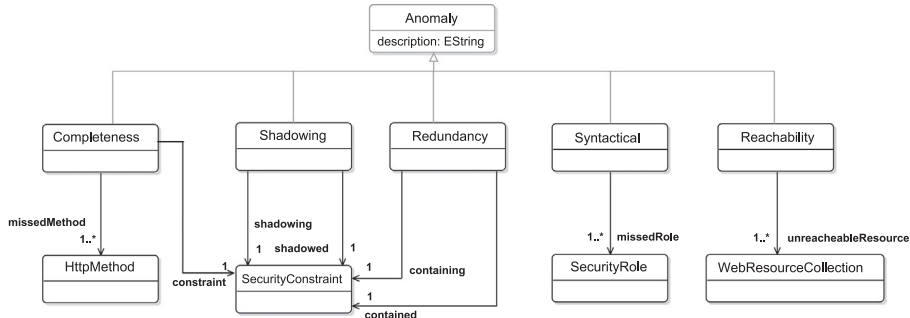 Anomaly
description: EString
Completeness
Shadowing
Redundancy
Syntactical
Reachability
missedMethod
1..*
shadowing
1
shadowed
1
1
containing
1..*
missedRole
1..*
unreacheableResource
HttpMethod
1
constraint
SecurityConstraint
1
contained
SecurityRole
WebResourceCollection